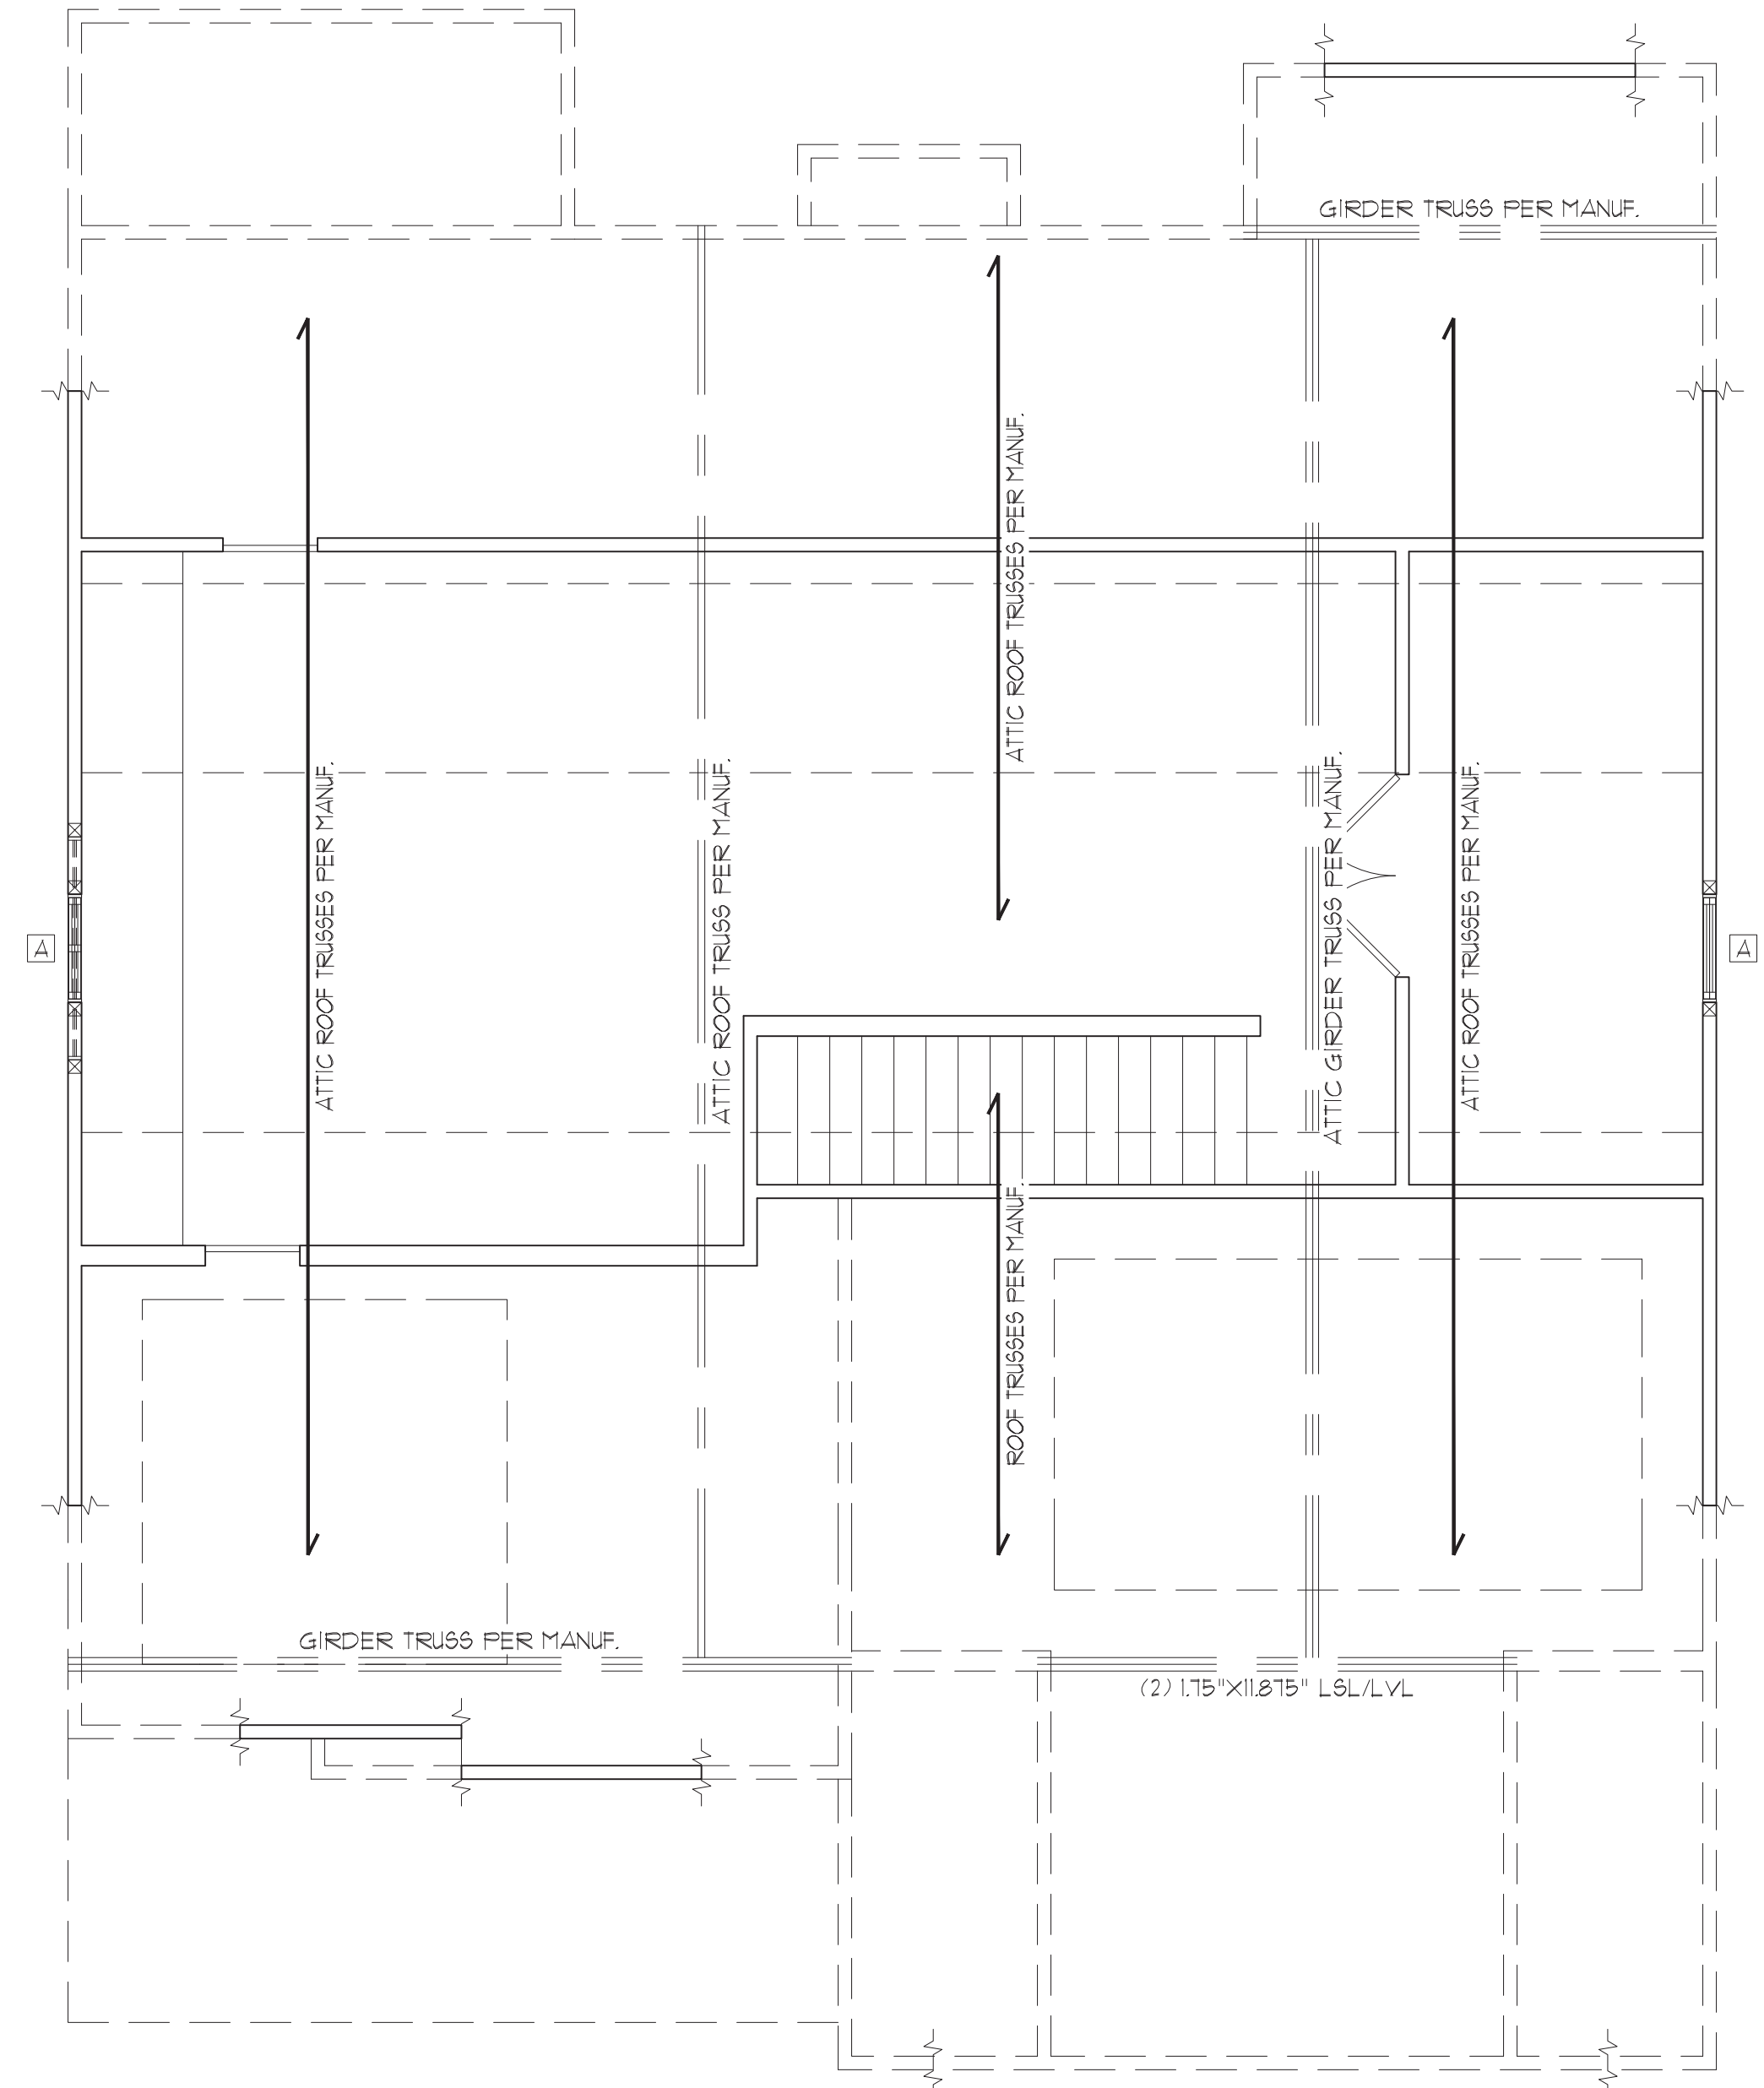 GIRDER TRUSS PER MANUF.
ATTIC ROOF TRUSSES PER MANUF.
ATTIC ROOF TRUSSES PER MANUF.
ATTIC ROOF TRUSS PER MANUF.
ATTIC GIRDER TRUSS PER MANUF.
ATTIC ROOF TRUSSES PER MANUF.
A
A
ROOF TRUSSES PER MANUF.
GIRDER TRUSS PER MANUF.
(2) 1.75"X11.875" LSL/LVL